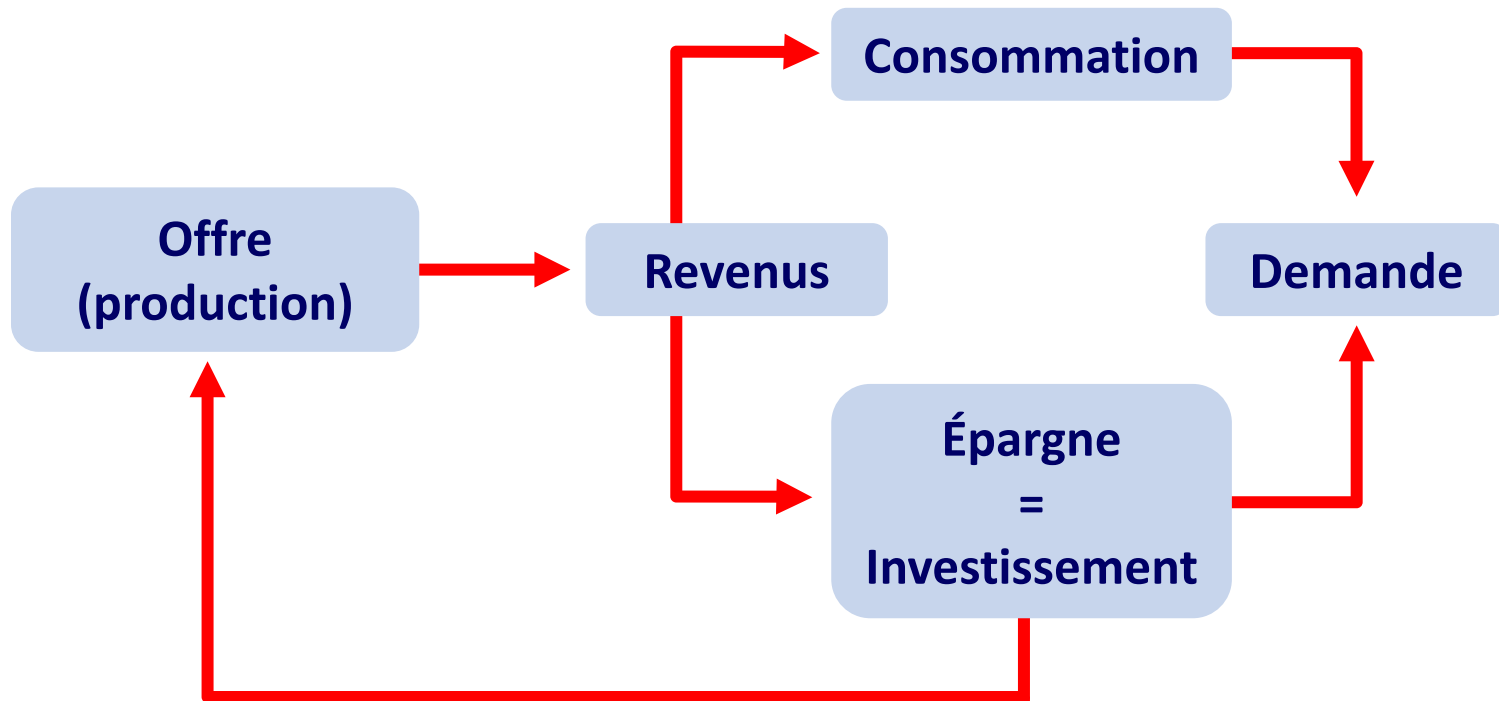 Consommation
Offre
(production)
Revenus
Demande
Épargne
=
Investissement